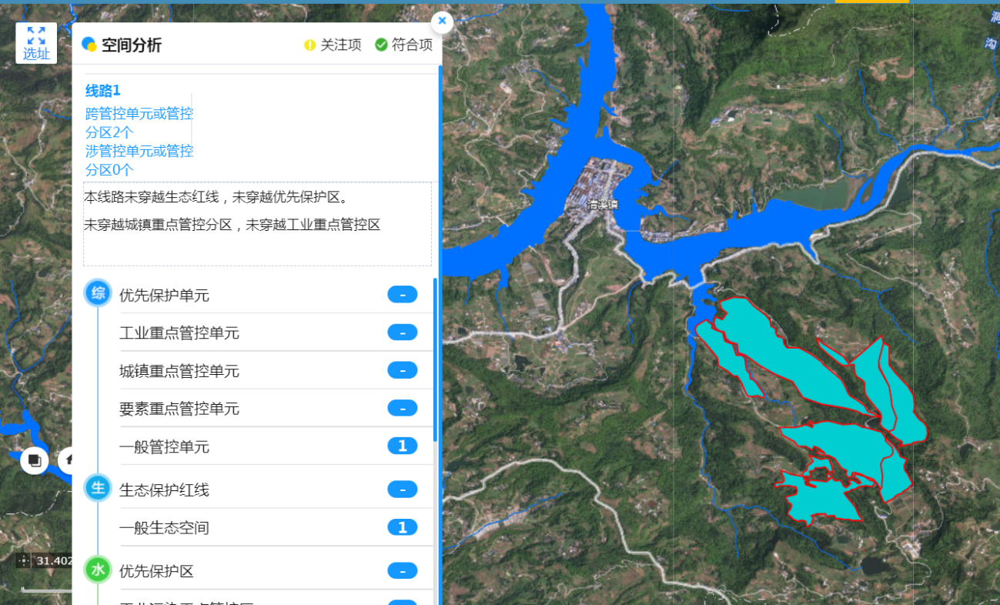 选址
空间分析
关注项
符合项
线路1
跨管控单元或管控
分区2个
涉管控单元或管控
分区0个
本线路未穿越生态红线，未穿越优先保护区。
未穿越城镇重点管控分区，未穿越工业重点管控区
综
优先保护单元 -
工业重点管控单元 -
城镇重点管控单元 -
要素重点管控单元 -
一般管控单元 1
生
生态保护红线 -
一般生态空间 1
水
优先保护区 -
31.402
沟